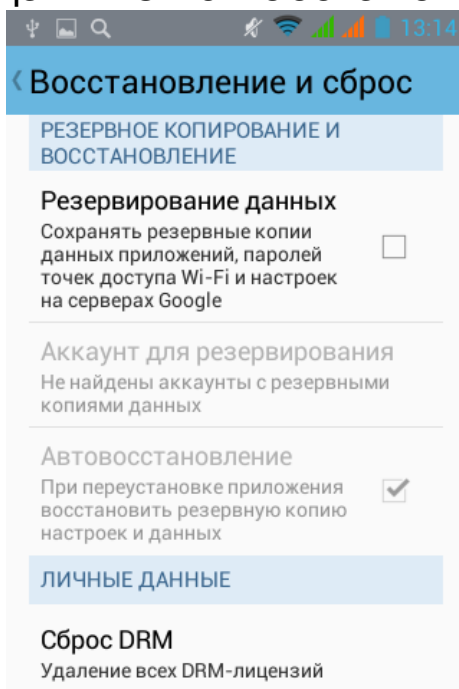 13:14
Восстановление и сброс
РЕЗЕРВНОЕ КОПИРОВАНИЕ И
ВОССТАНОВЛЕНИЕ
Резервирование данных
Сохранять резервные копии
данных приложений, паролей
точек доступа Wi-Fi и настроек
на серверах Google
Аккаунт для резервирования
Не найдены аккаунты с резервными
копиями данных
Автовосстановление
При переустановке приложения
восстановить резервную копию
настроек и данных
ЛИЧНЫЕ ДАННЫЕ
Сброс DRM
Удаление всех DRM-лицензий